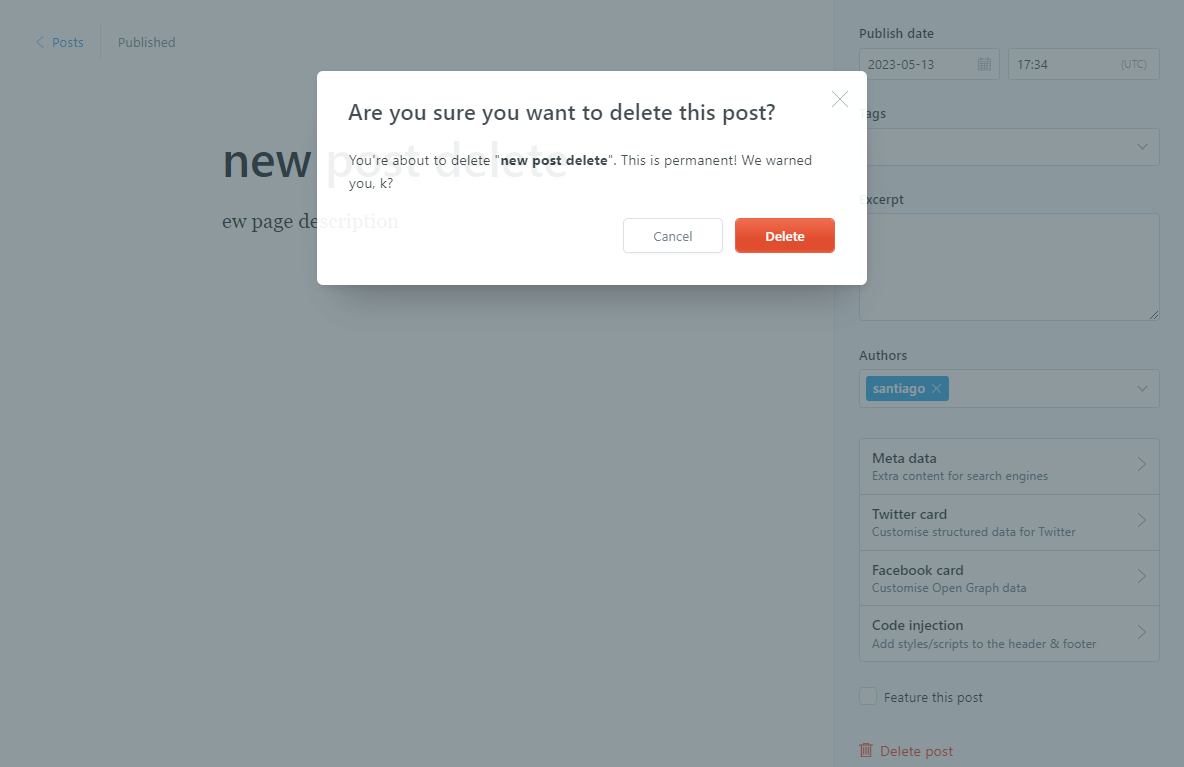 Posts
Published
Publish date
2023-05-13
17:34
(UTC)
Are you sure you want to delete this post?
Tags
new post delete
You're about to delete "new post delete". This is permanent! We warned
you, k?
Excerpt
ew page description
Cancel
Delete
Authors
santiago
Meta data
Extra content for search engines
Twitter card
Customise structured data for Twitter
Facebook card
Customise Open Graph data
Code injection
Add styles/scripts to the header & footer
Feature this post
Delete post